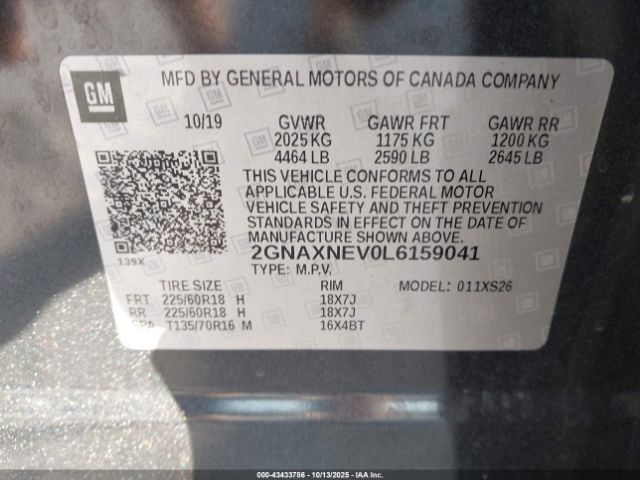 GM
MFD BY GENERAL MOTORS OF CANADA COMPANY
10/19 GVWR GAWR FRT GAWR RR
2025 KG 1175 KG 1200 KG
4464 LB 2590 LB 2645 LB
THIS VEHICLE CONFORMS TO ALL
APPLICABLE U.S. FEDERAL MOTOR
VEHICLE SAFETY AND THEFT PREVENTION
STANDARDS IN EFFECT ON THE DATE OF
MANUFACTURE SHOWN ABOVE.
139X
2GNAXNEV0L6159041
TYPE: M.P.V.
TIRE SIZE RIM MODEL: 011XS26
FRT 225/60R18 H 18X7J
RR 225/60R18 H 18X7J
SPA T135/70R16 M 16X4BT
000-43433786 - 10/13/2025 - IAAI, Inc.